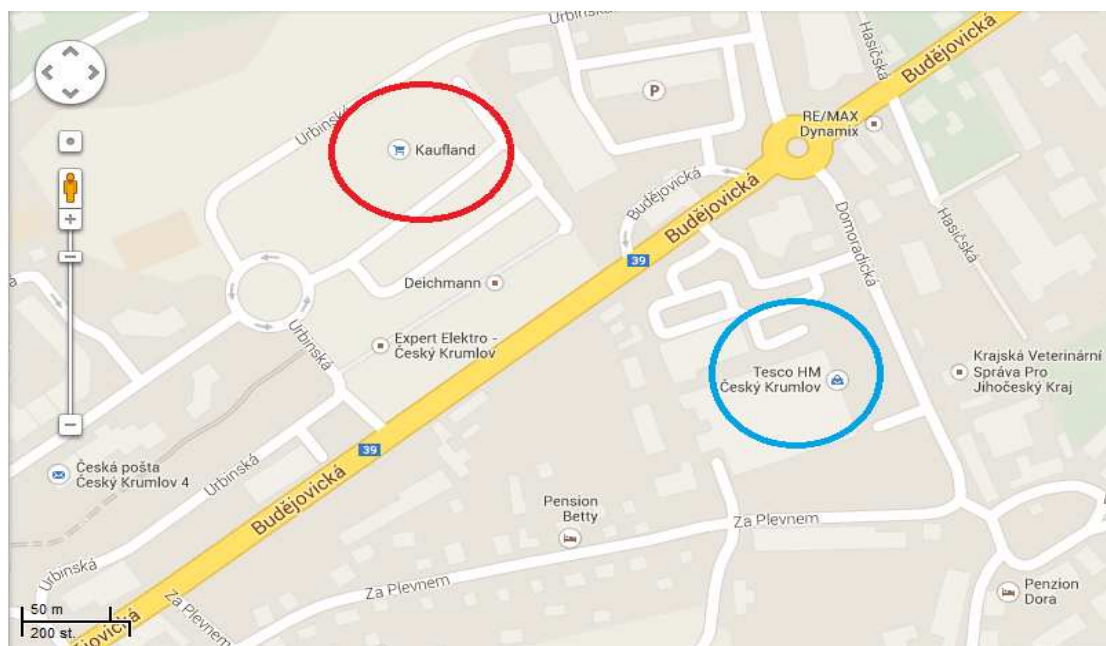 Urbinská
Hasičská
Budějovická
P
RE/MAX
Dynamix
Urbinská
Kaufland
Budějovická
Budějovická
Domoradická
Hasičská
39
Deichmann
Urbinská
Expert Elektro -
Český Krumlov
Tesco HM
Český Krumlov
Krajská Veterinární
Správa Pro
Jihočeský Kraj
39
Česká pošta
Český Krumlov 4
Urbinská
Budějovická
Pension
Betty
Za Plevnem
Urbinská
Za Plevnem
Za Plevnem
Penzion
Dora
50 m
200 st.